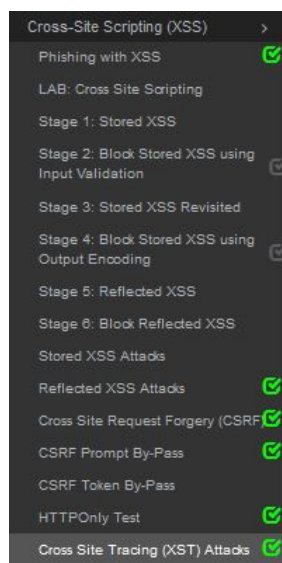 Cross-Site Scripting (XSS)
Phishing with XSS
LAB: Cross Site Scripting
Stage 1: Stored XSS
Stage 2: Block Stored XSS using
Input Validation
Stage 3: Stored XSS Revisited
Stage 4: Block Stored XSS using
Output Encoding
Stage 5: Reflected XSS
Stage 6: Block Reflected XSS
Stored XSS Attacks
Reflected XSS Attacks
Cross Site Request Forgery (CSRF)
CSRF Prompt By-Pass
CSRF Token By-Pass
HTTPOnly Test
Cross Site Tracing (XST) Attacks